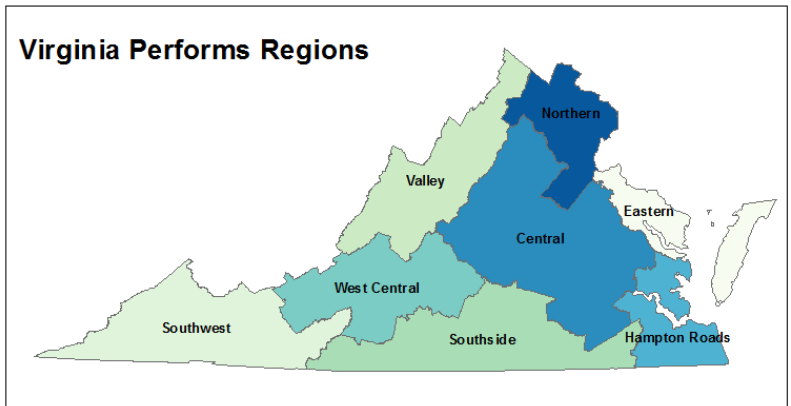 Virginia Performs Regions
Northern
Valley
Eastern
Central
West Central
Southwest
Southside
Hampton Roads